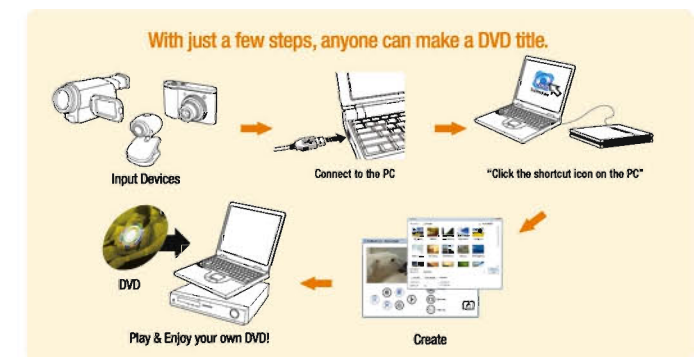 With just a few steps, anyone can make a DVD title.
Input Devices
Connect to the PC
"Click the shortcut icon on the PC"
DVD
Play & Enjoy your own DVD!
Create